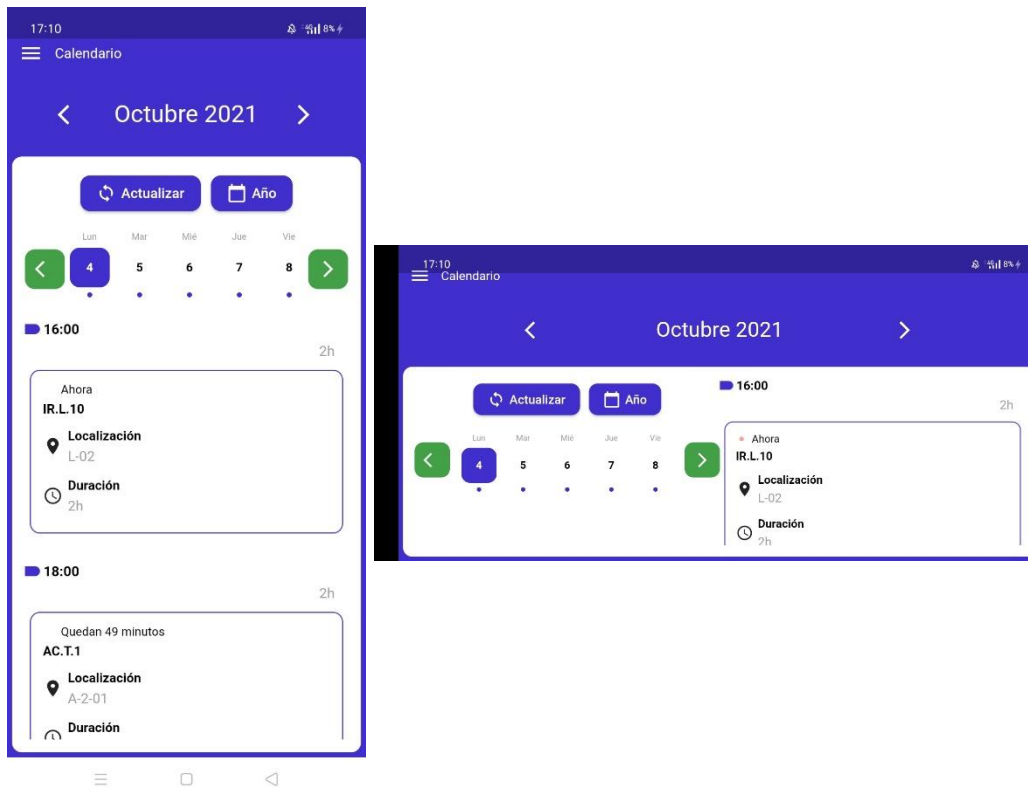 17:10 4G 8%
Calendario
Octubre 2021
Actualizar Año
Lun Mar Mié Jue Vie
4 5 6 7 8
16:00
2h
Ahora
IR.L.10
Localización
L-02
Duración
2h
18:00
2h
Quedan 49 minutos
AC.T.1
Localización
A-2-01
Duración
17:10 4G 8%
Calendario
Octubre 2021
Actualizar Año
Lun Mar Mié Jue Vie
4 5 6 7 8
16:00
2h
Ahora
IR.L.10
Localización
L-02
Duración
2h